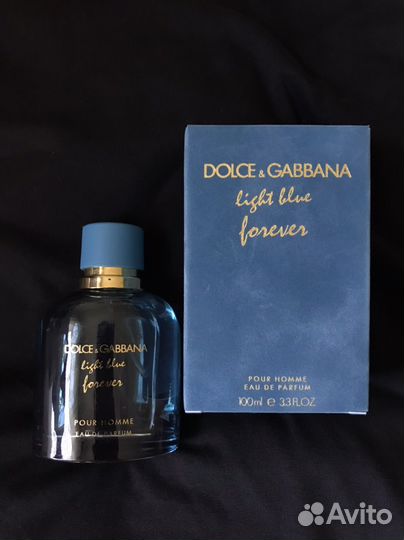 DOLCE & GABBANA
light blue
forever
POUR HOMME
EAU DE PARFUM
DOLCE & GABBANA
light blue
forever
POUR HOMME
EAU DE PARFUM
100ml e 3.3 FL.OZ
Avito